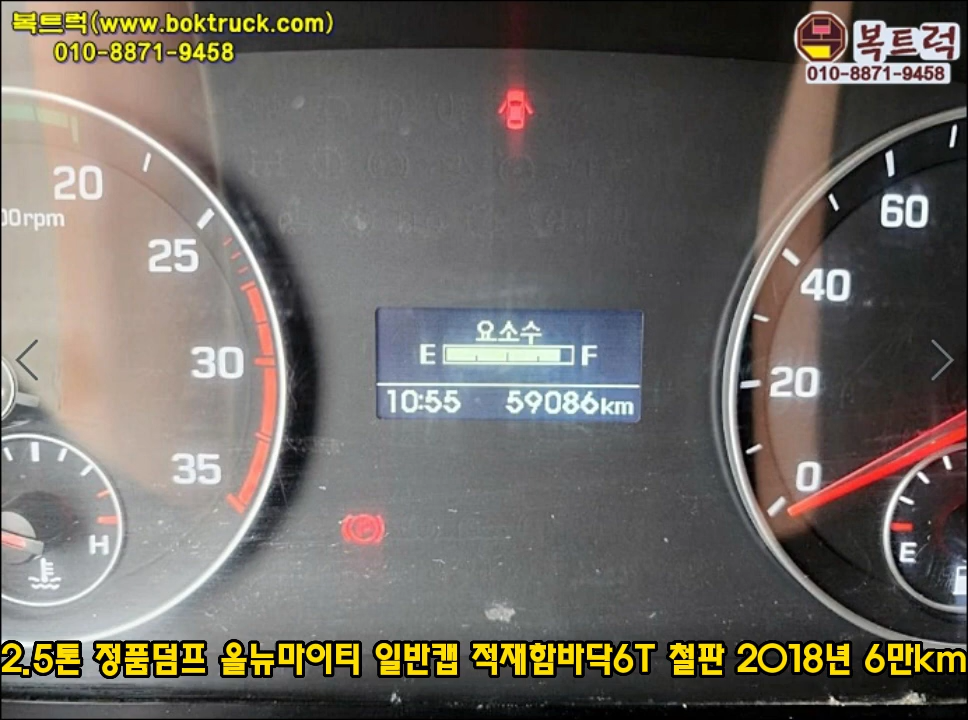 복트럭(www.boktruck.com)
010-8871-9458
복트럭
010-8871-9458
20
25
30
35
H
요소수
E F
10:55 59086km
60
40
20
0
E
2.5톤 정품덤프 올뉴마이티 일반캡 적재함바닥6T 철판 2018년 6만km